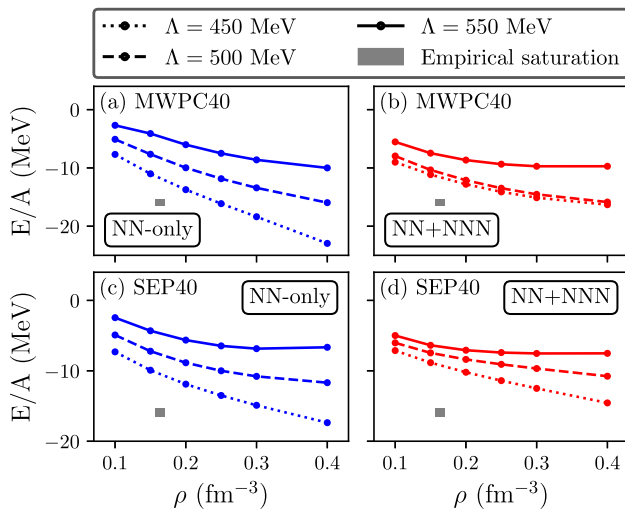 Λ = 450 MeV
Λ = 500 MeV
Λ = 550 MeV
Empirical saturation
(a) MWPC40
NN-only
(b) MWPC40
NN+NNN
E/A (MeV)
0
−10
−20
(c) SEP40
NN-only
(d) SEP40
NN+NNN
E/A (MeV)
0
−10
−20
0.1 0.2 0.3 0.4
0.1 0.2 0.3 0.4
ρ (fm⁻³)
ρ (fm⁻³)